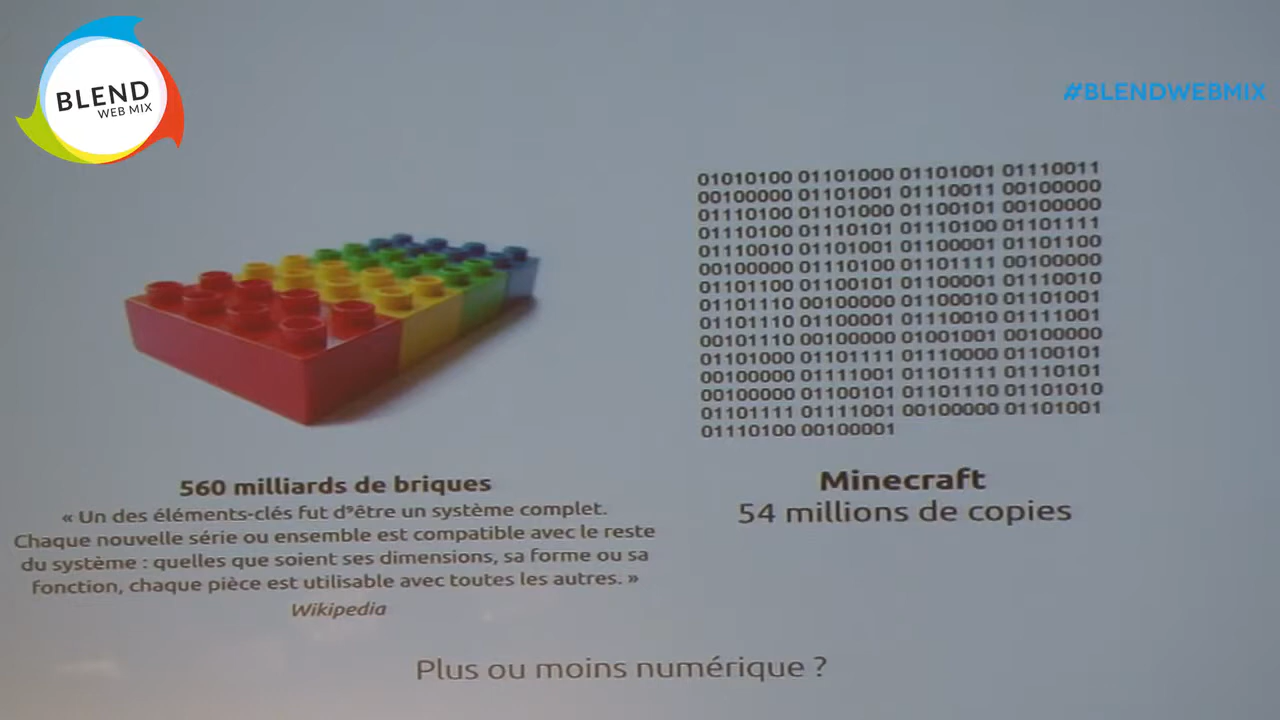 BLEND
WEB MIX
#BLENDWEBMIX
560 milliards de briques
« Un des éléments-clés fut d'être un système complet.
Chaque nouvelle série ou ensemble est compatible avec le reste
du système : quelles que soient ses dimensions, sa forme ou sa
fonction, chaque pièce est utilisable avec toutes les autres. »
Wikipedia
01010100 01101000 01101001 01110011
00100000 01101001 01110011 00100000
01110100 01101000 01100101 00100000
01110100 01110101 01110100 01101111
01110010 01101001 01100001 01101100
00100000 01110100 01101111 00100000
01101100 01100101 01100001 01110010
01101110 00100000 01100010 01101001
01101110 01100001 01110010 01111001
00101110 00100000 01001001 00100000
01101000 01101111 01110000 01100101
00100000 01111001 01101111 01110101
00100000 01100101 01101110 01101010
01101111 01111001 00100000 01101001
01110100 00100001
Minecraft
54 millions de copies
Plus ou moins numérique ?